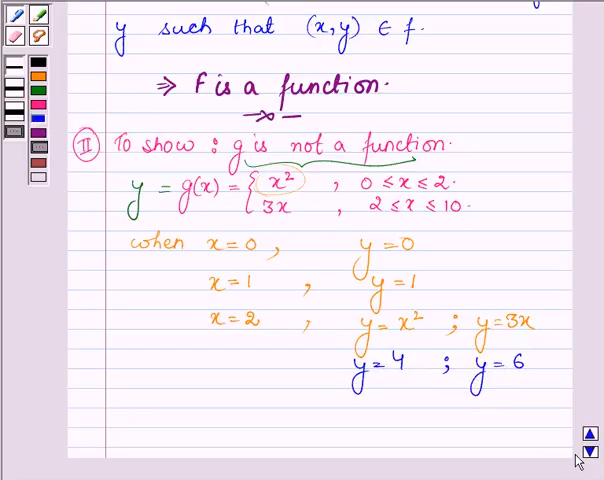 y such that (x,y) ∈ f.
⇒ f is a function.
II To show : g is not a function.
y = g(x) = { x² , 0 ≤ x ≤ 2.
3x , 2 ≤ x ≤ 10.
when x = 0 , y = 0
x = 1 , y = 1
x = 2 , y = x² ; y = 3x
y = 4 ; y = 6